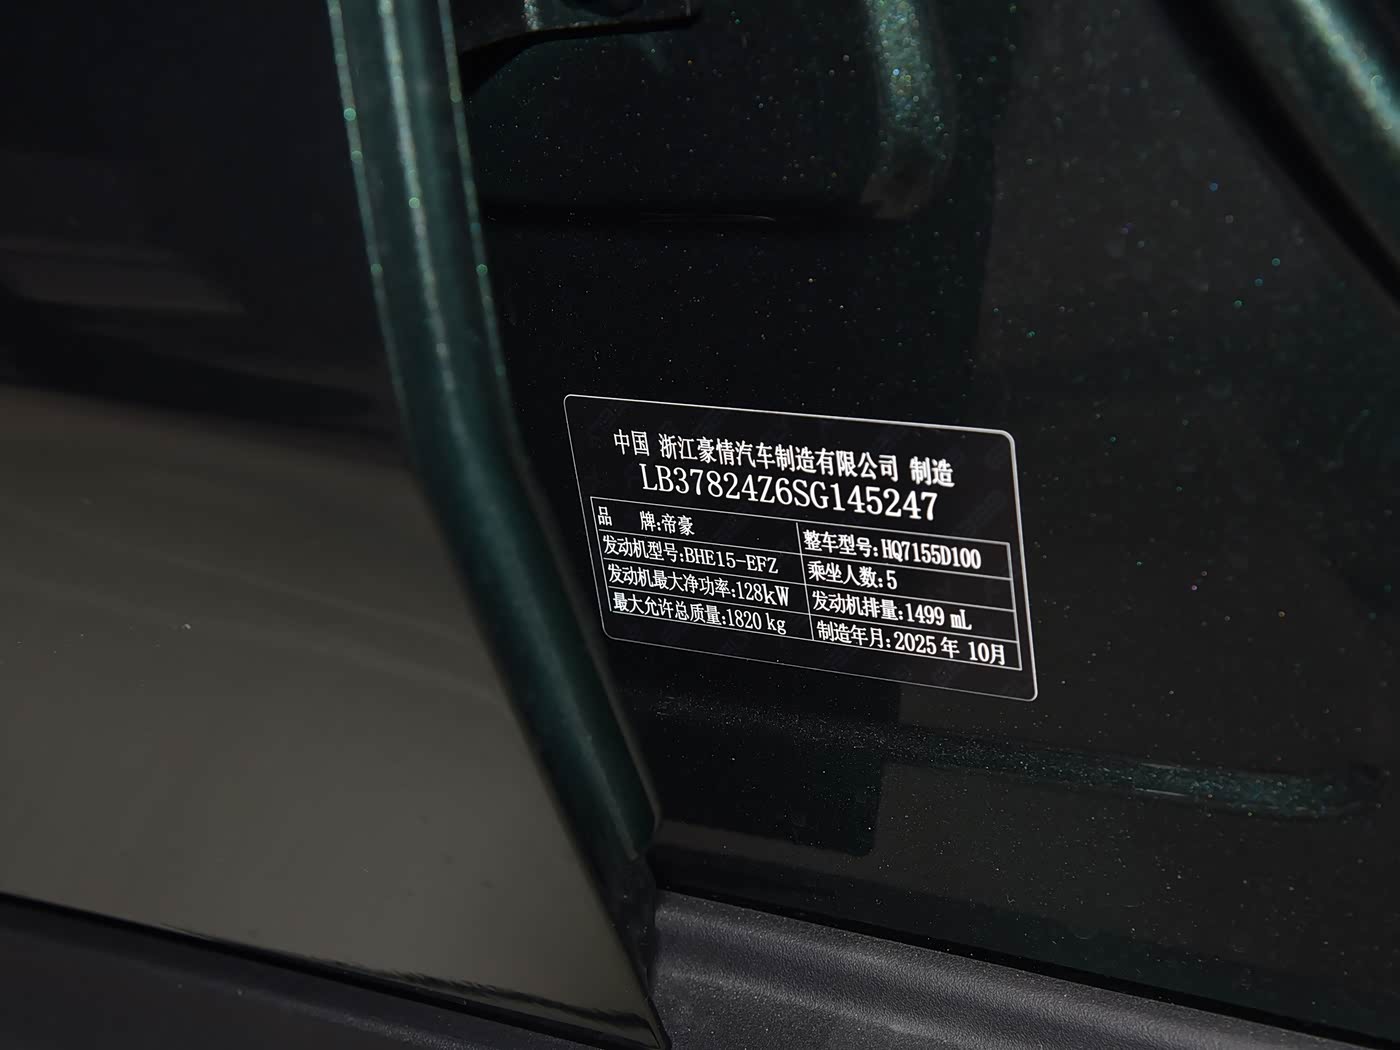 中国 浙江豪情汽车制造有限公司 制造
LB37824Z6SG145247
品 牌:帝豪
整车型号:HQ7155D100
发动机型号:BHE15-EFZ
乘坐人数:5
发动机最大净功率:128kW
发动机排量:1499 mL
最大允许总质量:1820 kg
制造年月:2025年 10月